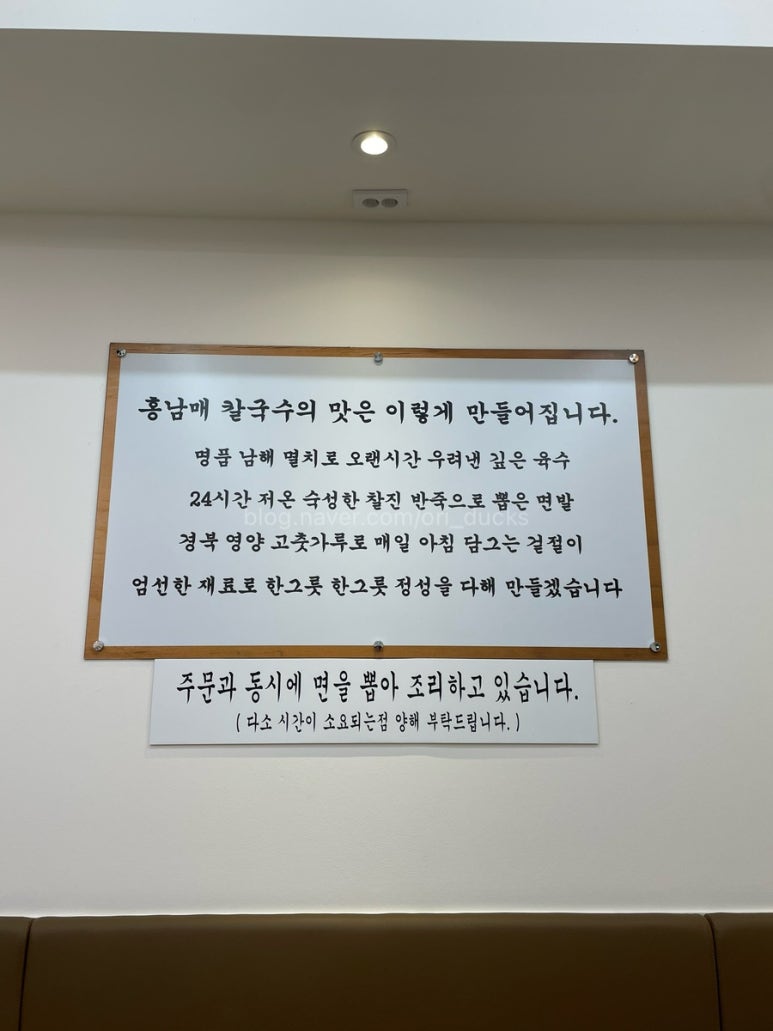 홍남매 칼국수의 맛은 이렇게 만들어집니다.
명품 남해 멸치로 오랜시간 우려낸 깊은 육수
24시간 저온 숙성한 찰진 반죽으로 뽑은 면발
blog.naver.com/ori_ducks
경북 영양 고춧가루로 매일 아침 담그는 겉절이
엄선한 재료로 한그릇 한그릇 정성을 다해 만들겠습니다
주문과 동시에 면을 뽑아 조리하고 있습니다.
( 다소 시간이 소요되는점 양해 부탁드립니다. )